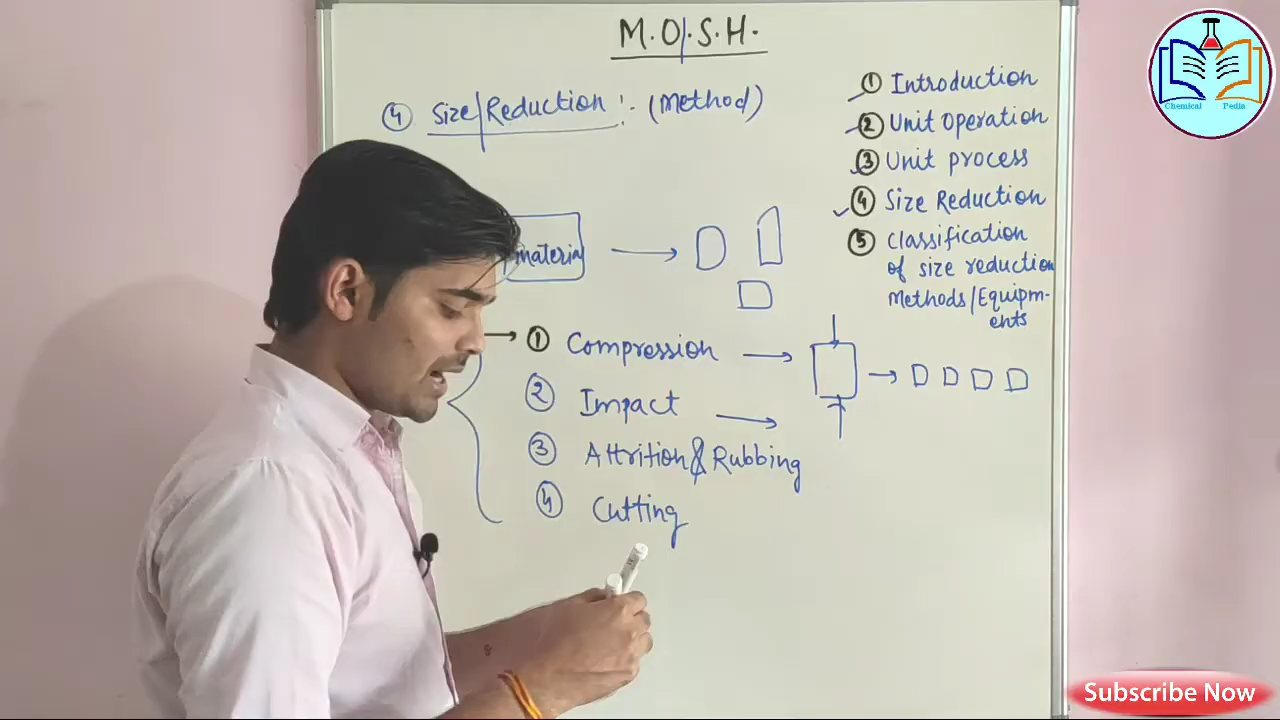 M.O.S.H.
④ Size/Reduction :- (Method)
① Introduction
② Unit Operation
③ Unit process
④ Size Reduction
⑤ Classification
of size reduction
Methods/Equipm-
ents
material
① Compression
② Impact
③ Attrition & Rubbing
④ Cutting
Chemical Pedia
Subscribe Now